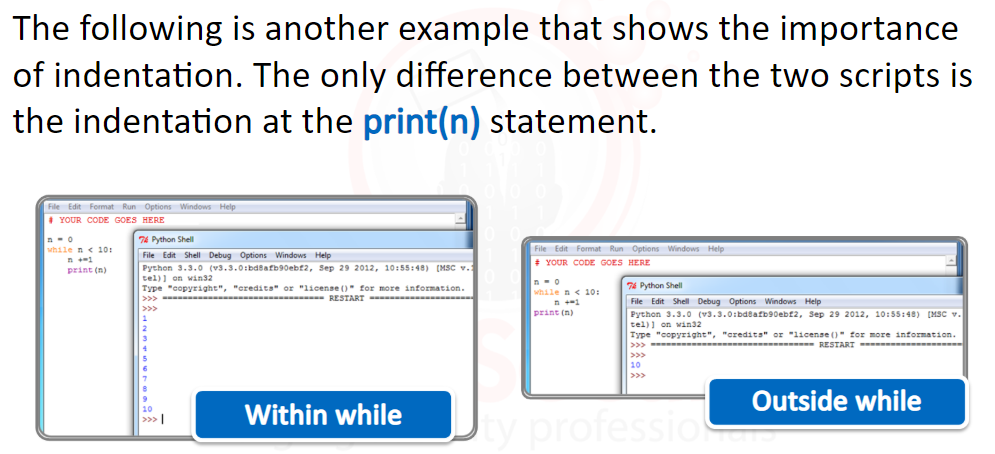 The following is another example that shows the importance
of indentation. The only difference between the two scripts is
the indentation at the print(n) statement.
File Edit Format Run Options Windows Help
# YOUR CODE GOES HERE
n = 0
while n < 10:
    n +=1
    print(n)
Python Shell
File Edit Shell Debug Options Windows Help
Python 3.3.0 (v3.3.0:bd8afb90ebf2, Sep 29 2012, 10:55:48) [MSC v.1
tel)] on win32
Type "copyright", "credits" or "license()" for more information.
>>> ================================ RESTART ================
>>>
1
2
3
4
5
6
7
8
9
10
>>>
Within while
File Edit Format Run Options Windows Help
# YOUR CODE GOES HERE
n = 0
while n < 10:
    n +=1
print(n)
Python Shell
File Edit Shell Debug Options Windows Help
Python 3.3.0 (v3.3.0:bd8afb90ebf2, Sep 29 2012, 10:55:48) [MSC v.
tel)] on win32
Type "copyright", "credits" or "license()" for more information.
>>> ================================ RESTART ================
>>>
10
>>>
Outside while